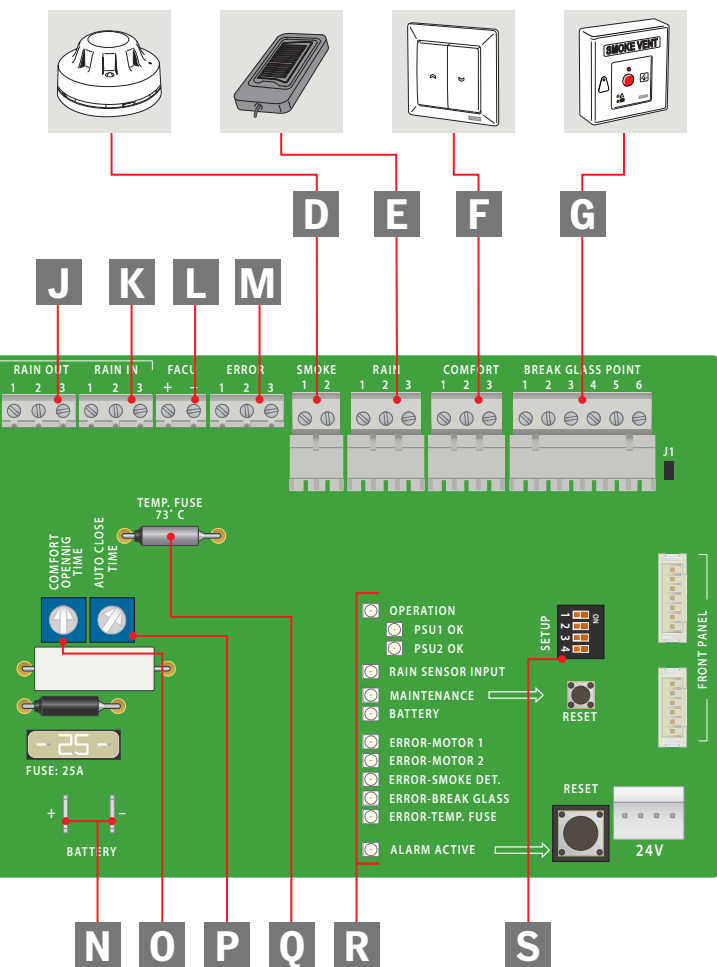 SMOKE VENT
D E F G
J K L M
RAIN OUT RAIN IN FACU ERROR SMOKE RAIN COMFORT BREAK GLASS POINT
1 2 3 1 2 3 + − 1 2 3 1 2 1 2 3 1 2 3 1 2 3 4 5 6
J1
TEMP. FUSE
73° C
COMFORT
OPENNIG
TIME
AUTO CLOSE
TIME
OPERATION
PSU1 OK
PSU2 OK
RAIN SENSOR INPUT
MAINTENANCE
BATTERY
ERROR-MOTOR 1
ERROR-MOTOR 2
ERROR-SMOKE DET.
ERROR-BREAK GLASS
ERROR-TEMP. FUSE
ALARM ACTIVE
SETUP
1 2 3 4
ON
RESET
FRONT PANEL
RESET
24V
- 25 -
FUSE: 25A
+ −
BATTERY
N O P Q R S